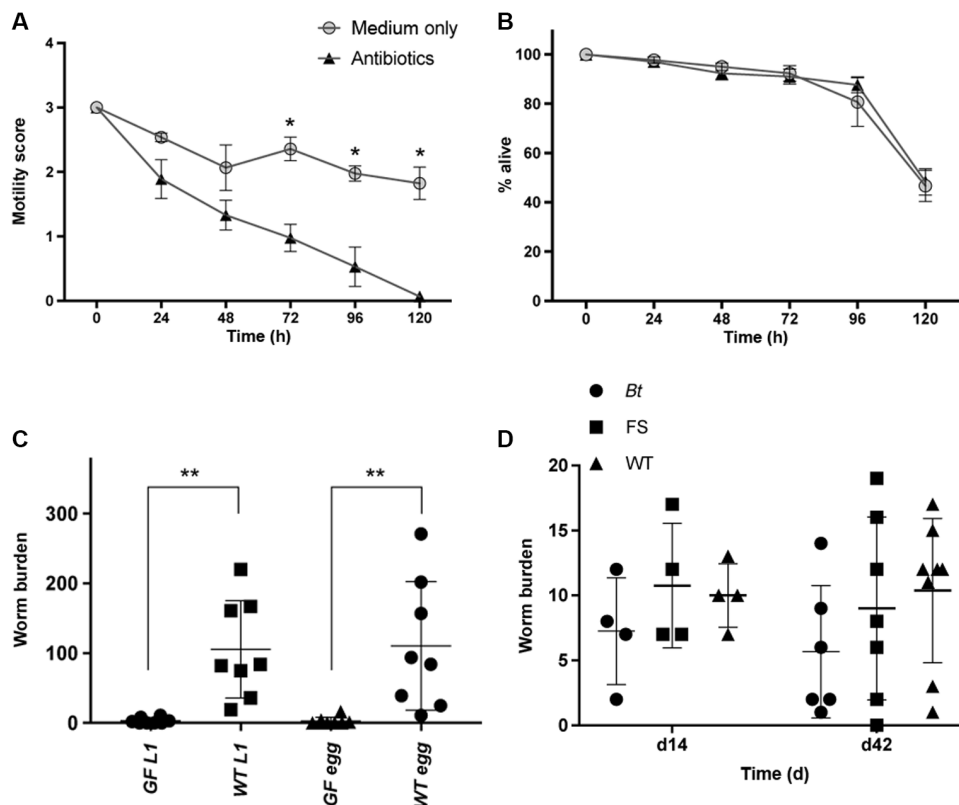 A
Medium only
Antibiotics
Motility score
4
3
2
1
0
*
*
*
0 24 48 72 96 120
Time (h)
B
% alive
100
80
60
40
20
0
0 24 48 72 96 120
Time (h)
C
Worm burden
300
200
100
0
**
**
GF L1
WT L1
GF egg
WT egg
D
Bt
FS
WT
Worm burden
20
15
10
5
0
d14 d42
Time (d)